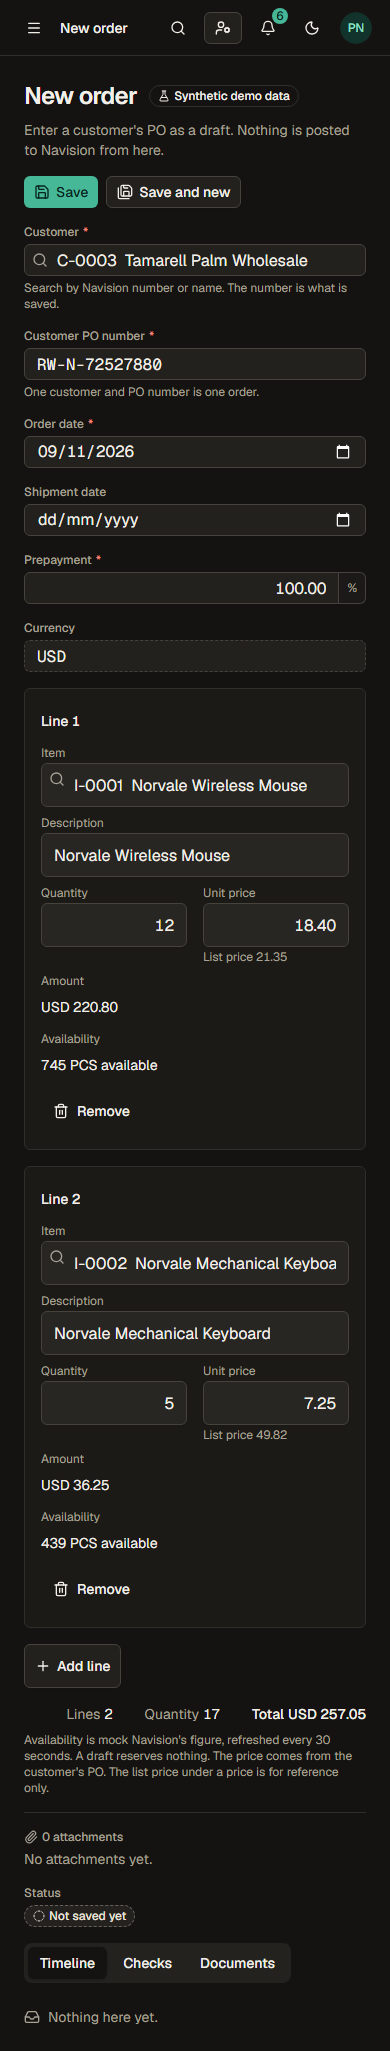 New order
6
PN
New order
Synthetic demo data
Enter a customer's PO as a draft. Nothing is posted
to Navision from here.
Save
Save and new
Customer *
C-0003 Tamarell Palm Wholesale
Search by Navision number or name. The number is what is
saved.
Customer PO number *
RW-N-72527880
One customer and PO number is one order.
Order date *
09/11/2026
Shipment date
dd/mm/yyyy
Prepayment *
100.00 %
Currency
USD
Line 1
Item
I-0001 Norvale Wireless Mouse
Description
Norvale Wireless Mouse
Quantity
Unit price
12
18.40
List price 21.35
Amount
USD 220.80
Availability
745 PCS available
Remove
Line 2
Item
I-0002 Norvale Mechanical Keyboa
Description
Norvale Mechanical Keyboard
Quantity
Unit price
5
7.25
List price 49.82
Amount
USD 36.25
Availability
439 PCS available
Remove
Add line
Lines 2 Quantity 17 Total USD 257.05
Availability is mock Navision's figure, refreshed every 30
seconds. A draft reserves nothing. The price comes from the
customer's PO. The list price under a price is for reference
only.
0 attachments
No attachments yet.
Status
Not saved yet
Timeline Checks Documents
Nothing here yet.